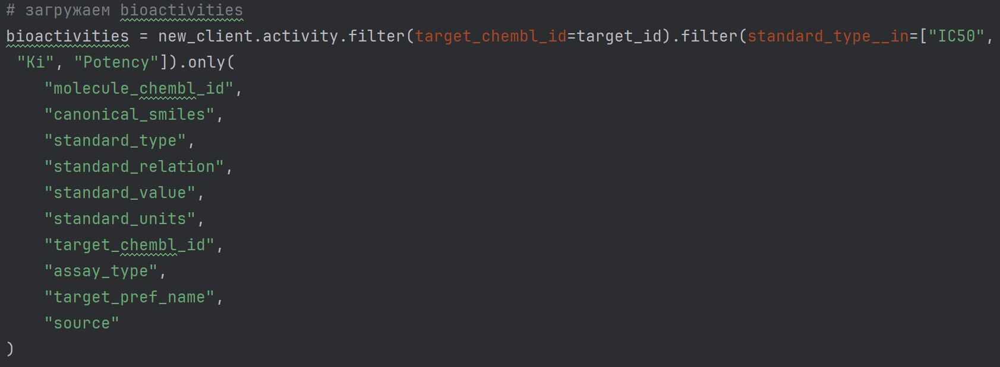 # загружаем bioactivities
bioactivities = new_client.activity.filter(target_chembl_id=target_id).filter(standard_type__in=["IC50",
"Ki", "Potency"]).only(
"molecule_chembl_id",
"canonical_smiles",
"standard_type",
"standard_relation",
"standard_value",
"standard_units",
"target_chembl_id",
"assay_type",
"target_pref_name",
"source"
)